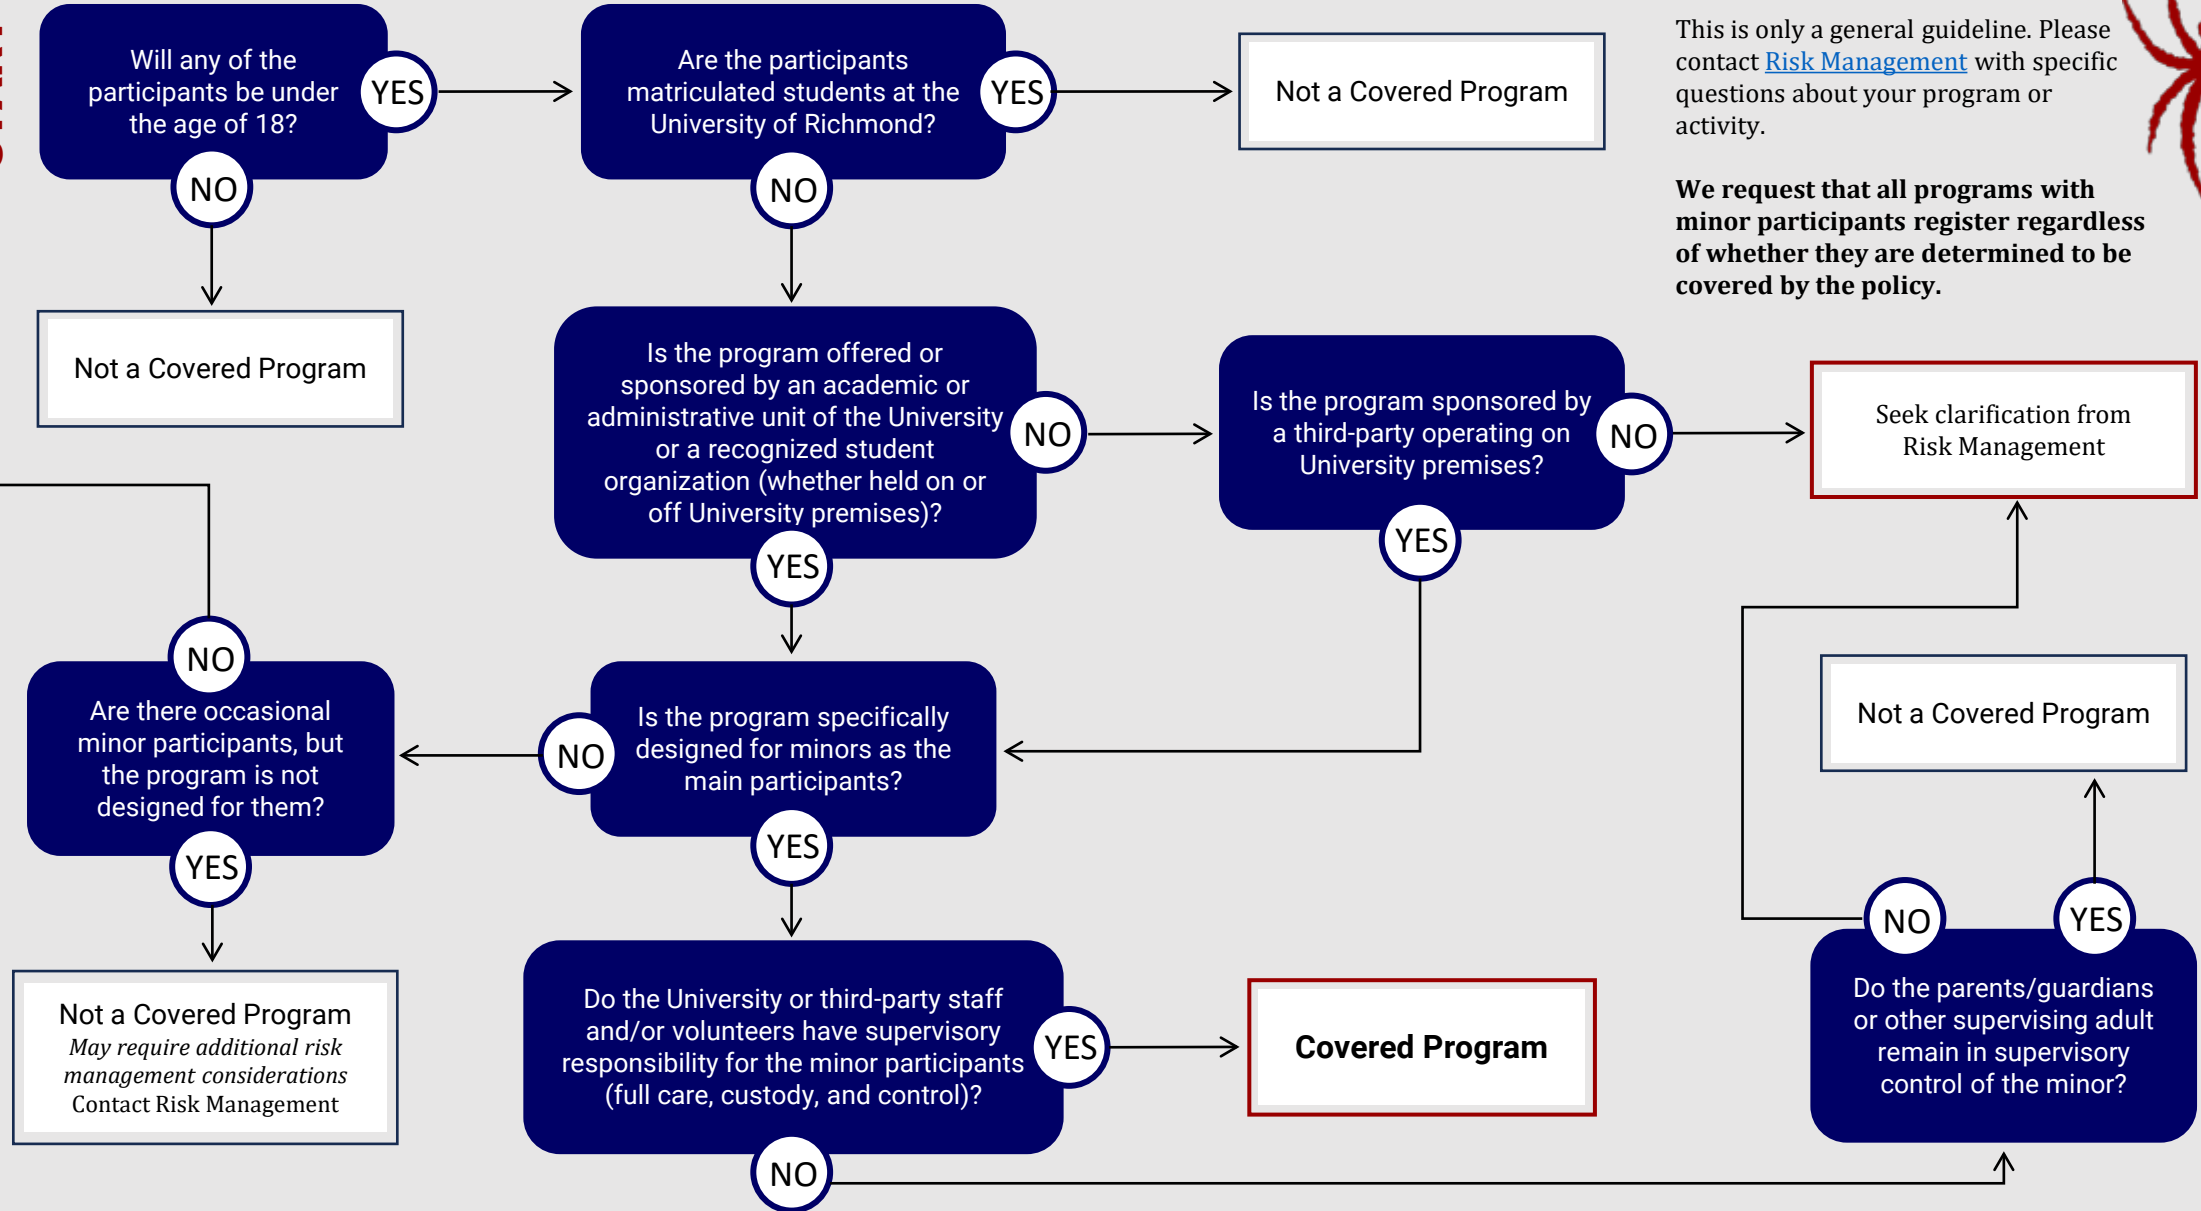 Will any of the
participants be under
the age of 18?
YES
NO
Are the participants
matriculated students at the
University of Richmond?
YES
NO
Not a Covered Program
This is only a general guideline. Please
contact Risk Management with specific
questions about your program or
activity.
We request that all programs with
minor participants register regardless
of whether they are determined to be
covered by the policy.
Not a Covered Program
Is the program offered or
sponsored by an academic or
administrative unit of the University
or a recognized student
organization (whether held on or
off University premises)?
NO
YES
Is the program sponsored by
a third-party operating on
University premises?
NO
YES
Seek clarification from
Risk Management
NO
Are there occasional
minor participants, but
the program is not
designed for them?
YES
Is the program specifically
designed for minors as the
main participants?
NO
YES
Not a Covered Program
Not a Covered Program
May require additional risk
management considerations
Contact Risk Management
Do the University or third-party staff
and/or volunteers have supervisory
responsibility for the minor participants
(full care, custody, and control)?
YES
NO
Covered Program
NO
YES
Do the parents/guardians
or other supervising adult
remain in supervisory
control of the minor?